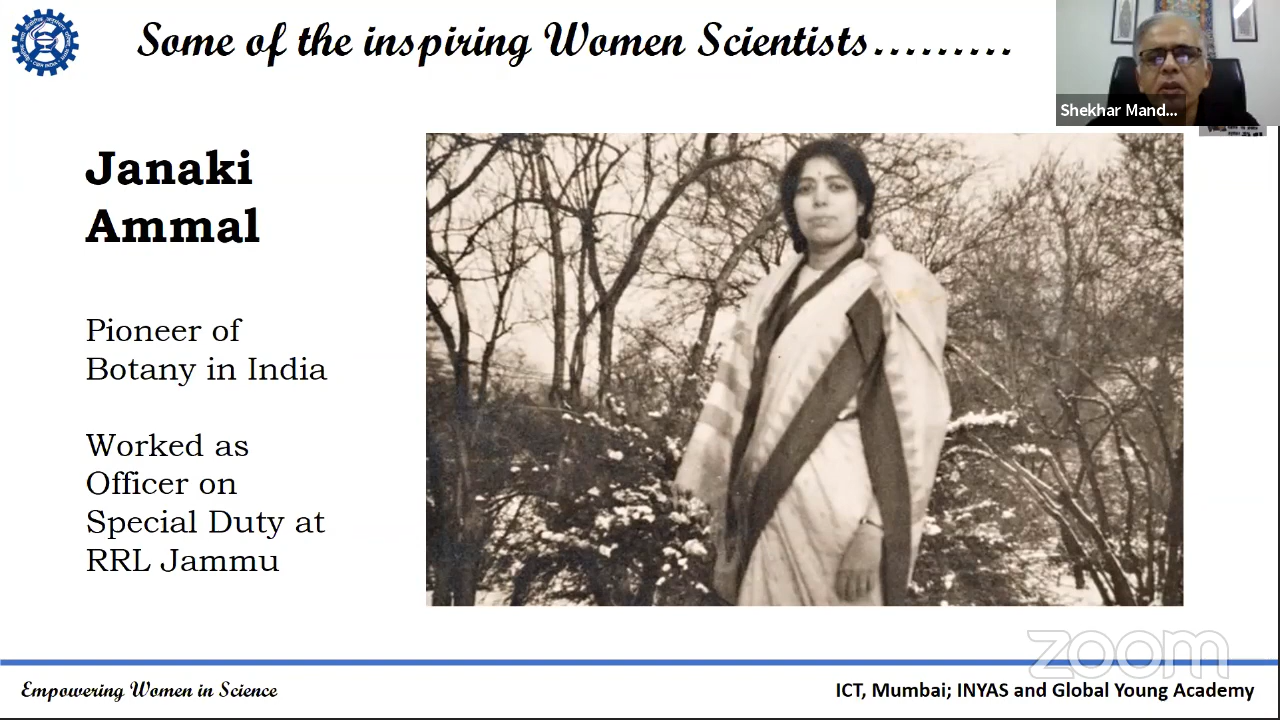 Some of the inspiring Women Scientists.........
Shekhar Mand...
Janaki
Ammal
Pioneer of
Botany in India
Worked as
Officer on
Special Duty at
RRL Jammu
zoom
Empowering Women in Science
ICT, Mumbai; INYAS and Global Young Academy